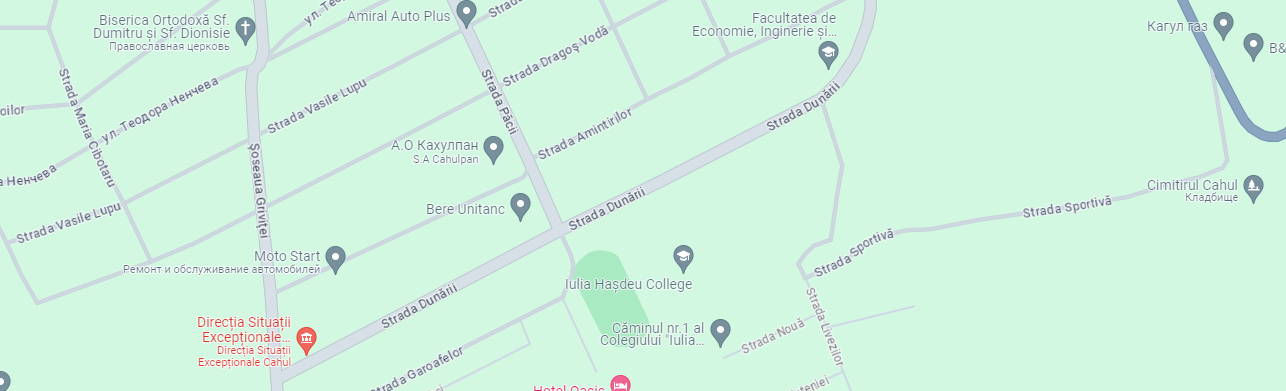 Biserica Ortodoxă Sf.
Dumitru și Sf. Dionisie
Православная церковь
Amiral Auto Plus
Strada
Facultatea de
Economie, Inginerie și...
Кагул газ
B&
Strada Dragoș Vodă
Strada Păcii
Strada Maria Cibotaru
ул. Теодора Ненчева
Strada Vasile Lupu
Strada Dunării
Strada Amintirilor
А.О Кахулпан
S.A Cahulpan
Șoseaua Griviței
Ненчева
Strada Vasile Lupu
Bere Unitanc
Strada Dunării
Cimitirul Cahul
Кладбище
Strada Sportivă
Strada Sportivă
Moto Start
Ремонт и обслуживание автомобилей
Iulia Hașdeu College
Strada Dunării
Direcția Situații
Excepționale...
Direcția Situații
Excepționale Cahul
Căminul nr.1 al
Colegiului "Iulia...
Strada Nouă
Strada Livezilor
Strada Garoafelor
Hotel Oasis